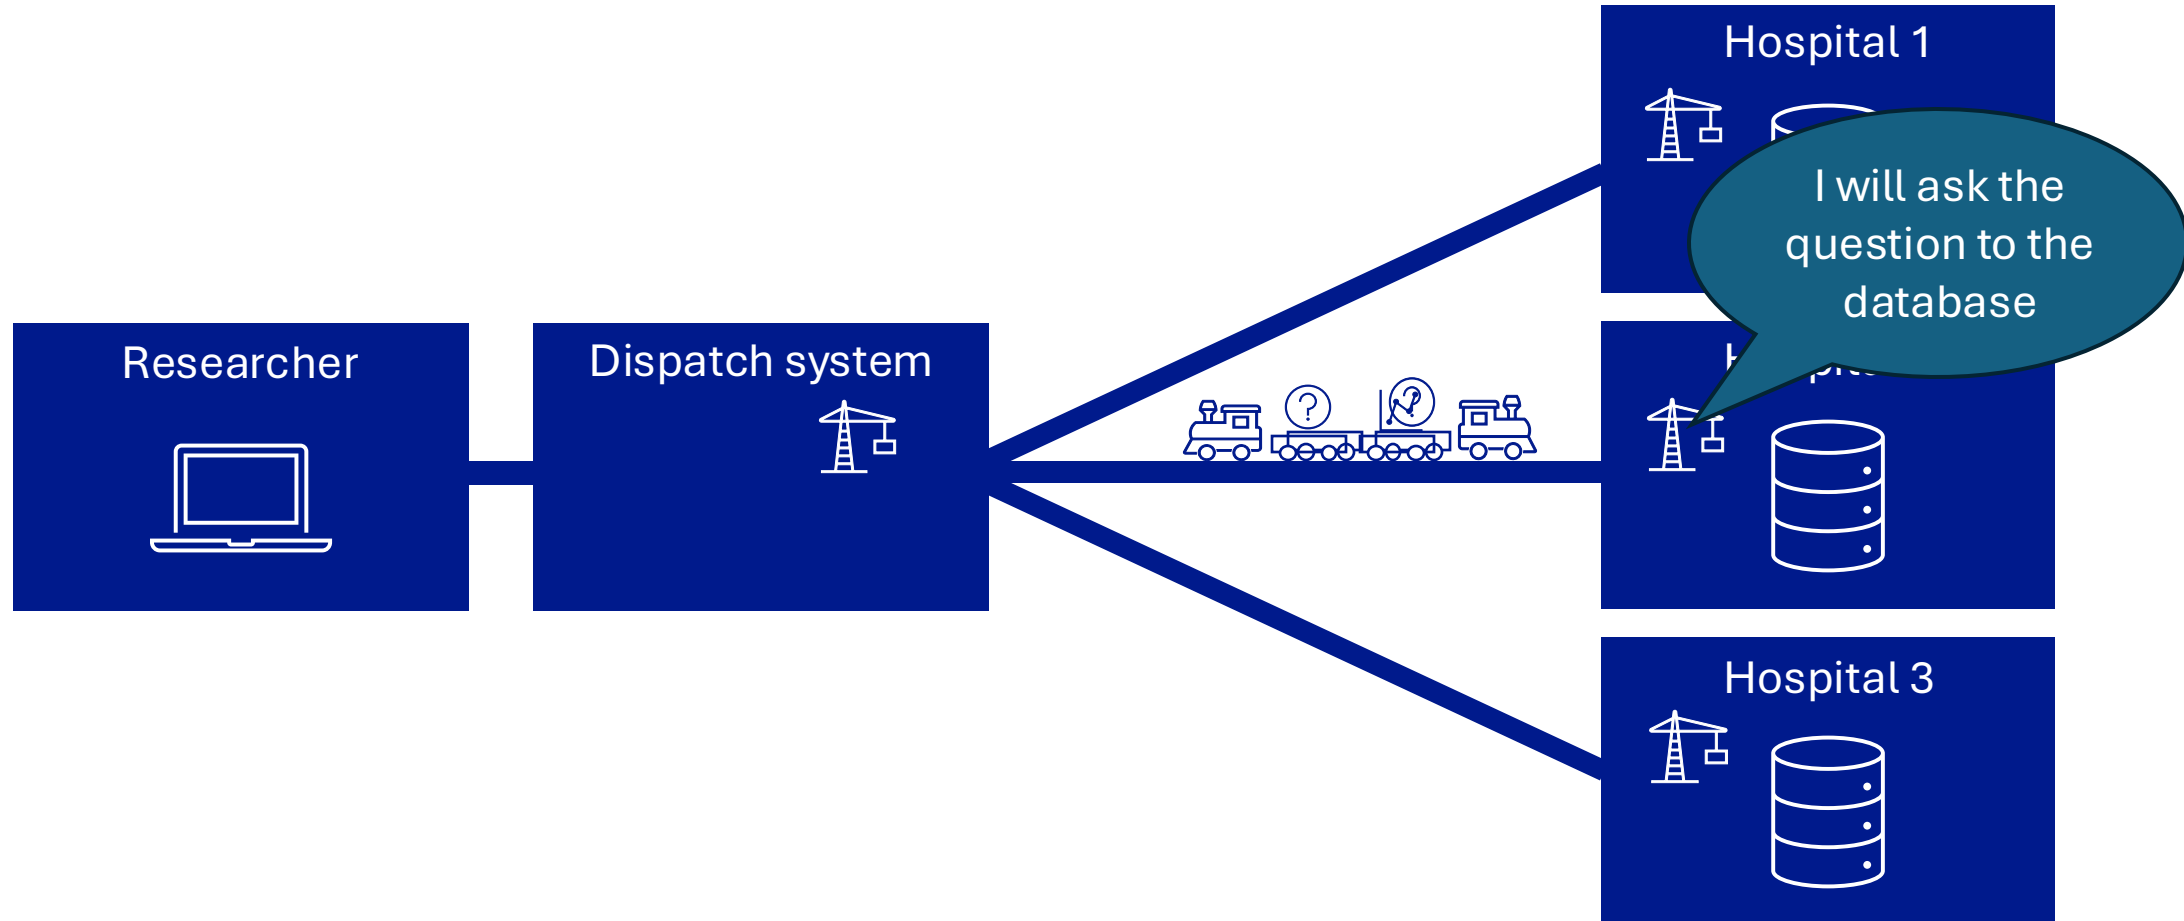 Hospital 1
I will ask the
question to the
database
Researcher
Dispatch system
?
?
Hospital 3